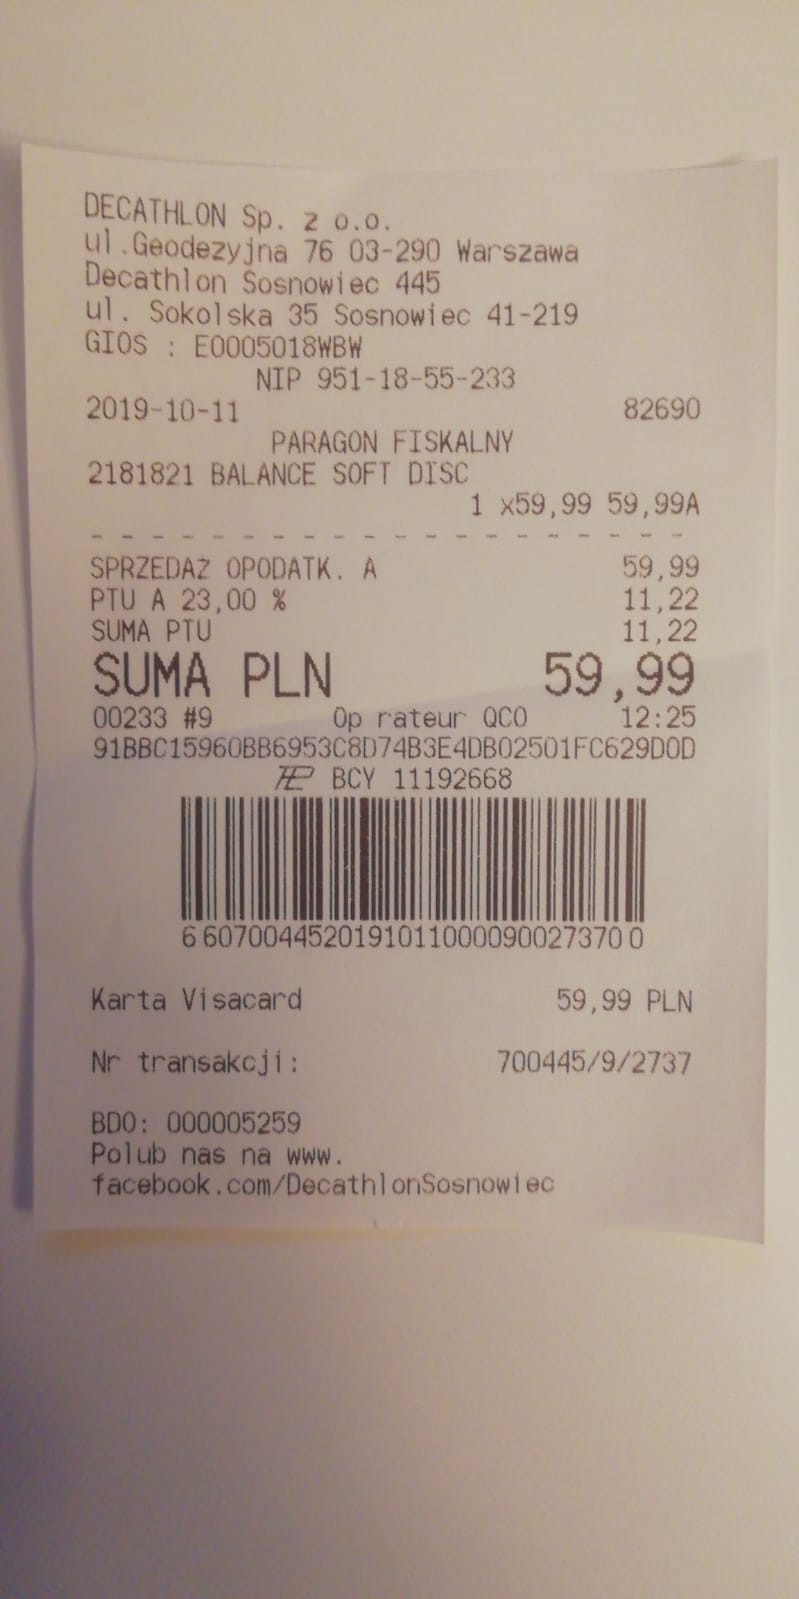 DECATHLON Sp. z o.o.
ul.Geodezyjna 76 03-290 Warszawa
Decathlon Sosnowiec 445
ul. Sokolska 35 Sosnowiec 41-219
GIOS : E0005018WBW
NIP 951-18-55-233
2019-10-11 82690
PARAGON FISKALNY
2181821 BALANCE SOFT DISC
1 x59,99 59,99A
SPRZEDAŻ OPODATK. A 59,99
PTU A 23,00 % 11,22
SUMA PTU 11,22
SUMA PLN 59,99
00233 #9 Op rateur QCO 12:25
91BBC15960BB6953C8D74B3E4DB02501FC629D0D
BCY 11192668
6 607004452019101100009002737 0 0
Karta Visacard 59,99 PLN
Nr transakcji: 700445/9/2737
BDO: 000005259
Polub nas na www.
facebook.com/DecathlonSosnowiec